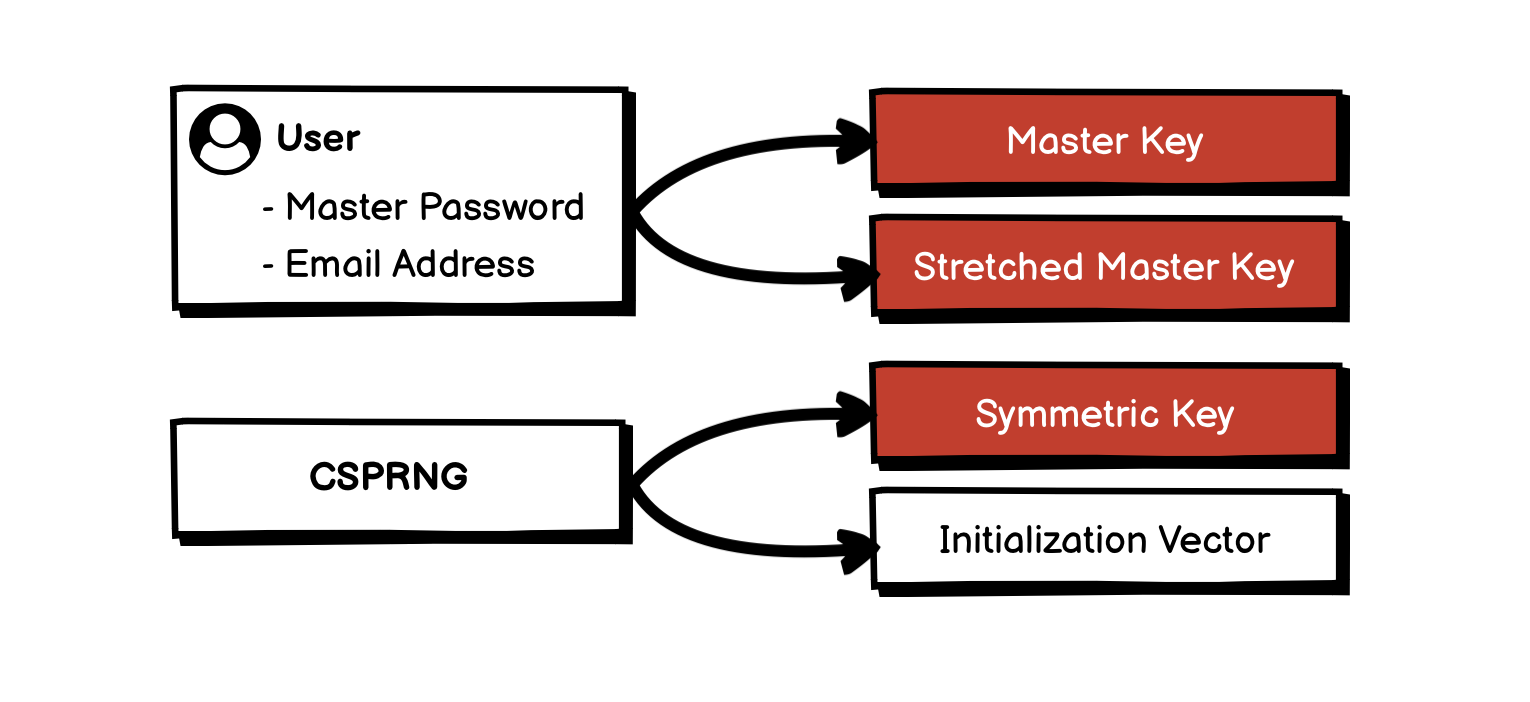 User
- Master Password
- Email Address
Master Key
Stretched Master Key
CSPRNG
Symmetric Key
Initialization Vector